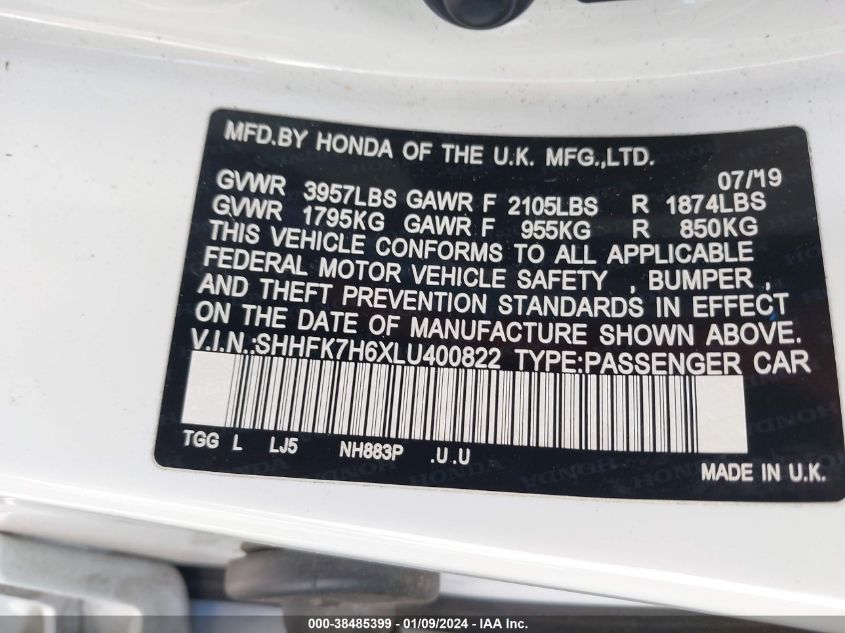 MFD.BY HONDA OF THE U.K. MFG.,LTD.
07/'19
GVWR 3957LBS GAWR F 2105LBS R 1874LBS
GVWR 1795KG GAWR F 955KG R 850KG
THIS VEHICLE CONFORMS TO ALL APPLICABLE
FEDERAL MOTOR VEHICLE SAFETY , BUMPER ,
AND THEFT PREVENTION STANDARDS IN EFFECT
ON THE DATE OF MANUFACTURE SHOWN ABOVE.
V.I.N.:SHHFK7H6XLU400822 TYPE:PASSENGER CAR
TGG L LJ5 NH883P .U .U
MADE IN U.K.
000-38485399 - 01/09/2024 - IAA Inc.